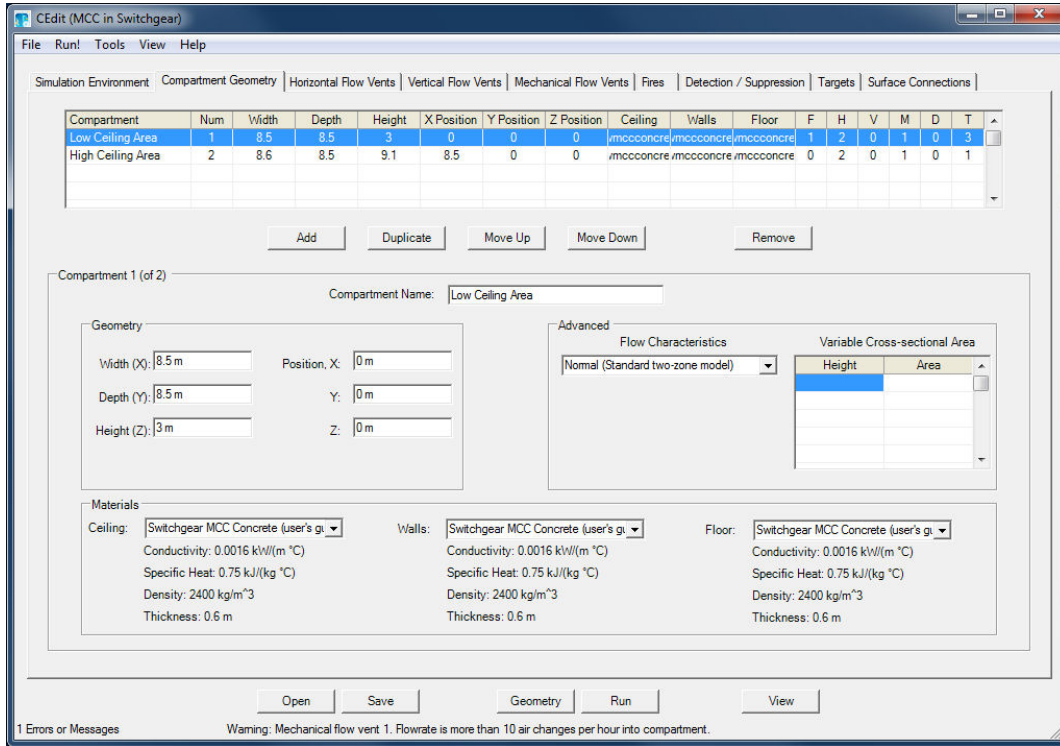 CEdit (MCC in Switchgear)
File Run! Tools View Help
Simulation Environment Compartment Geometry Horizontal Flow Vents Vertical Flow Vents Mechanical Flow Vents Fires Detection / Suppression Targets Surface Connections
Compartment Num Width Depth Height X Position Y Position Z Position Ceiling Walls Floor F H V M D T
Low Ceiling Area 1 8.5 8.5 3 0 0 0 mccconcre mccconcre mccconcre 1 2 0 1 0 3
High Ceiling Area 2 8.6 8.5 9.1 8.5 0 0 mccconcre mccconcre mccconcre 0 2 0 1 0 1
Add Duplicate Move Up Move Down Remove
Compartment 1 (of 2)
Compartment Name: Low Ceiling Area
Geometry
Width (X): 8.5 m Position, X: 0 m
Depth (Y): 8.5 m Y: 0 m
Height (Z): 3 m Z: 0 m
Advanced
Flow Characteristics Variable Cross-sectional Area
Normal (Standard two-zone model) Height Area
Materials
Ceiling: Switchgear MCC Concrete (user's gu Walls: Switchgear MCC Concrete (user's gu Floor: Switchgear MCC Concrete (user's gu
Conductivity: 0.0016 kW/(m °C) Conductivity: 0.0016 kW/(m °C) Conductivity: 0.0016 kW/(m °C)
Specific Heat: 0.75 kJ/(kg °C) Specific Heat: 0.75 kJ/(kg °C) Specific Heat: 0.75 kJ/(kg °C)
Density: 2400 kg/m^3 Density: 2400 kg/m^3 Density: 2400 kg/m^3
Thickness: 0.6 m Thickness: 0.6 m Thickness: 0.6 m
Open Save Geometry Run View
1 Errors or Messages Warning: Mechanical flow vent 1. Flowrate is more than 10 air changes per hour into compartment.